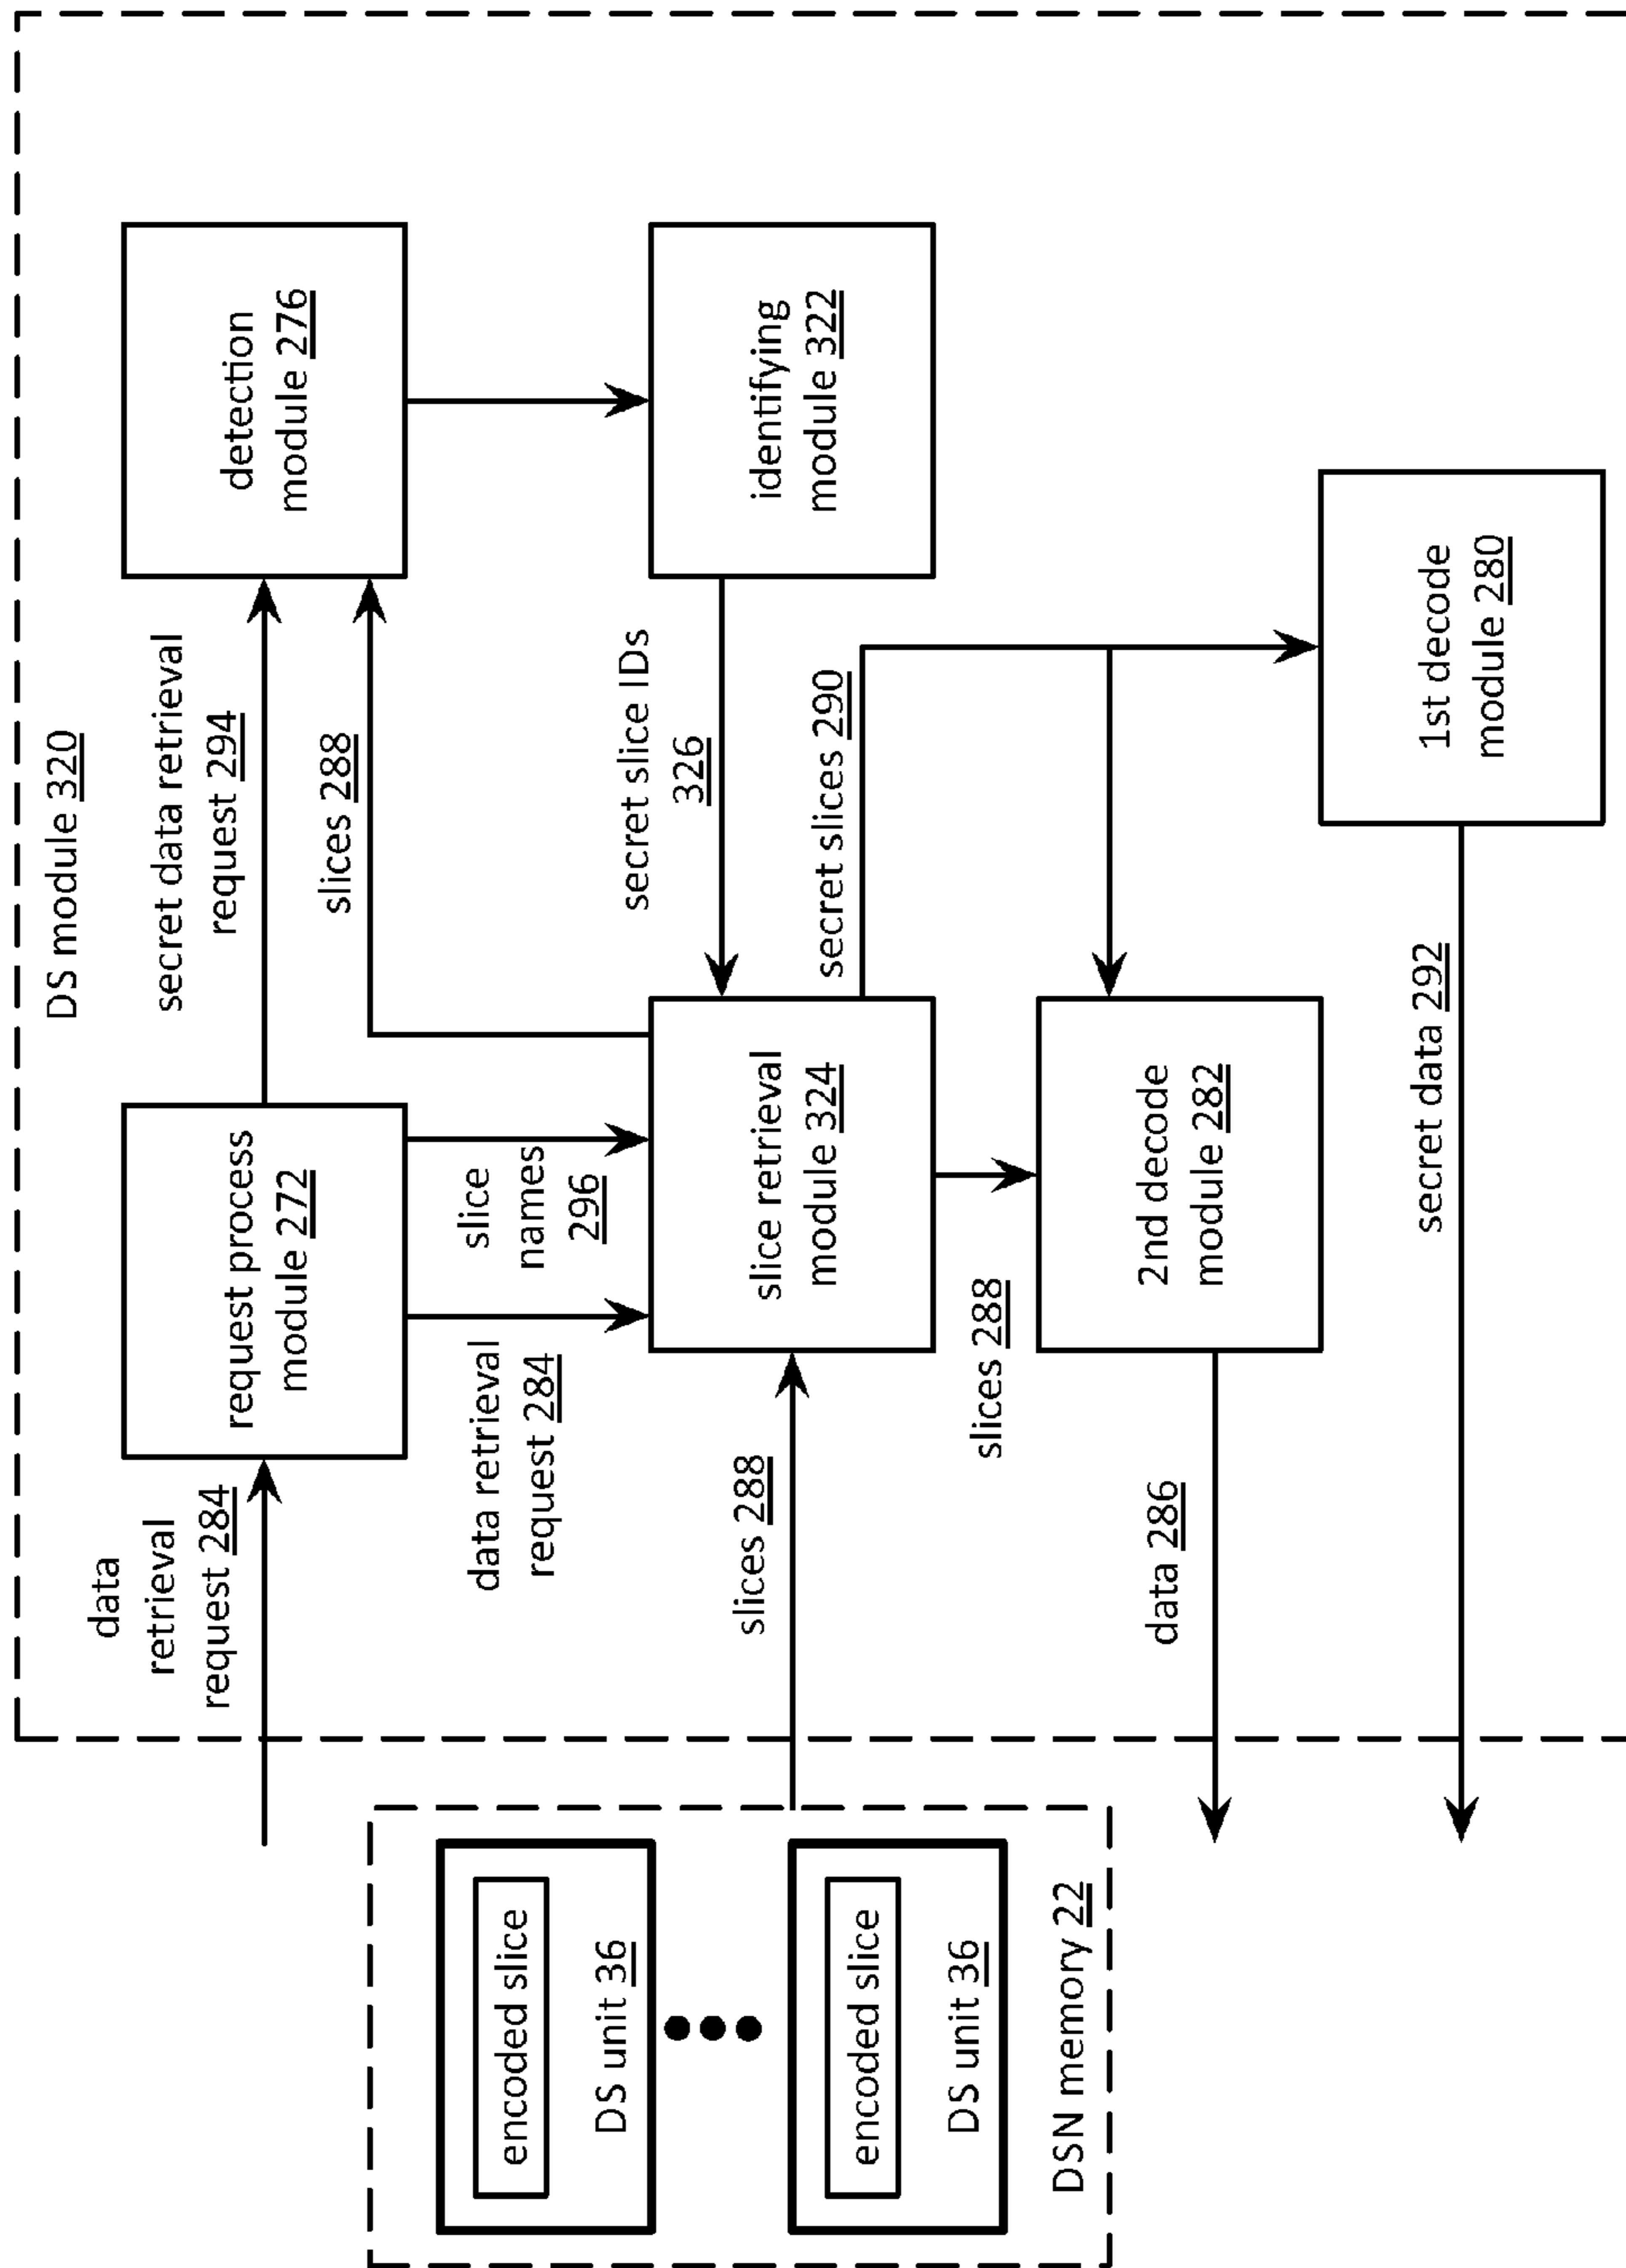 DS module 320
data
retrieval
request 284
request process
module 272
secret data retrieval
request 294
detection
module 276
slices 288
data retrieval
request 284
slice
names
296
encoded slice
DS unit 36
encoded slice
DS unit 36
DSN memory 22
slices 288
slice retrieval
module 324
secret slice IDs
326
identifying
module 322
secret slices 290
slices 288
data 286
2nd decode
module 282
secret data 292
1st decode
module 280